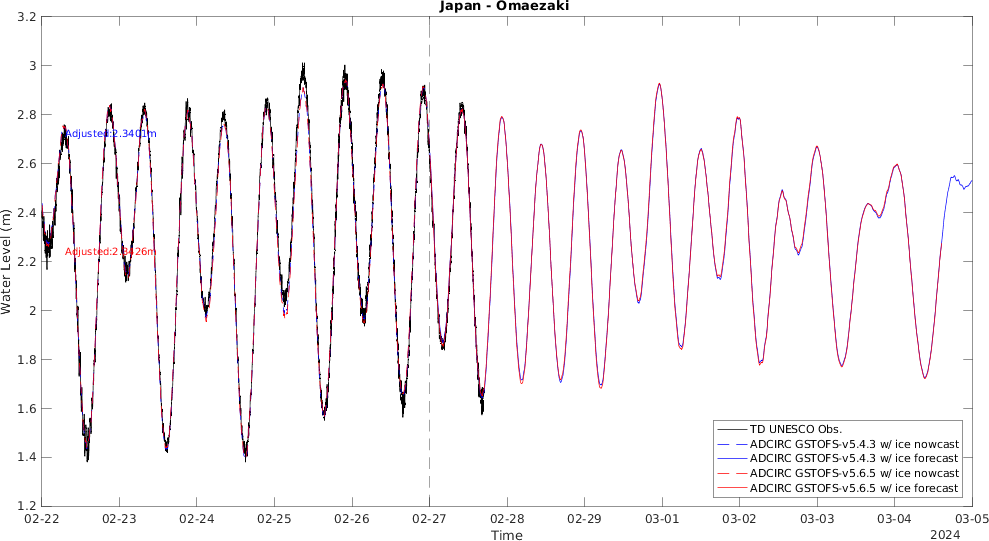 Japan - Omaezaki
3.2
3
2.8
2.6
2.4
2.2
2
1.8
1.6
1.4
1.2
Water Level (m)
Adjusted:2.3401m
Adjusted:2.3426m
TD UNESCO Obs.
ADCIRC GSTOFS-v5.4.3 w/ ice nowcast
ADCIRC GSTOFS-v5.4.3 w/ ice forecast
ADCIRC GSTOFS-v5.6.5 w/ ice nowcast
ADCIRC GSTOFS-v5.6.5 w/ ice forecast
02-22 02-23 02-24 02-25 02-26 02-27 02-28 02-29 03-01 03-02 03-03 03-04 03-05
Time
2024